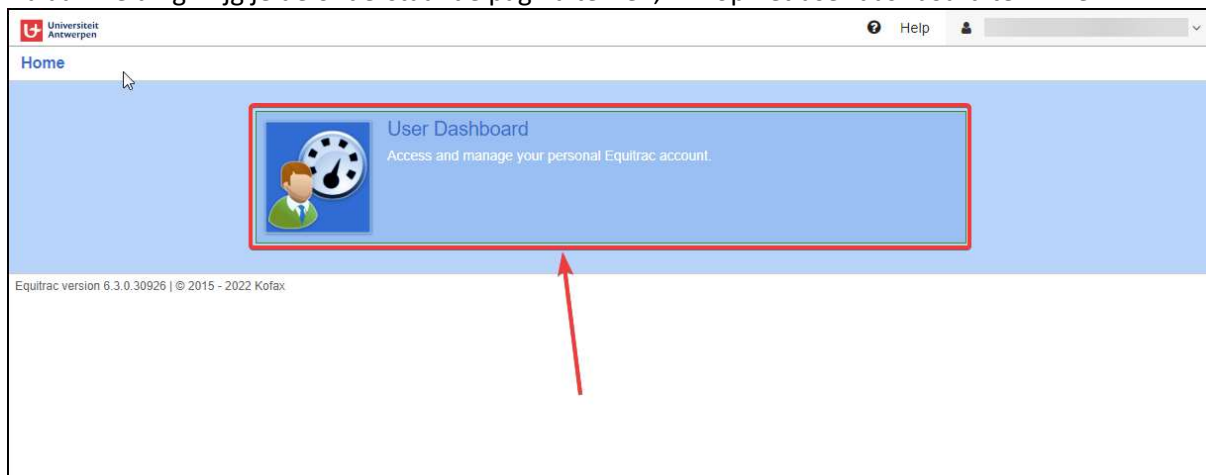 Universiteit
Antwerpen
Help
Home
User Dashboard
Access and manage your personal Equitrac account.
Equitrac version 6.3.0.30926 | © 2015 - 2022 Kofax